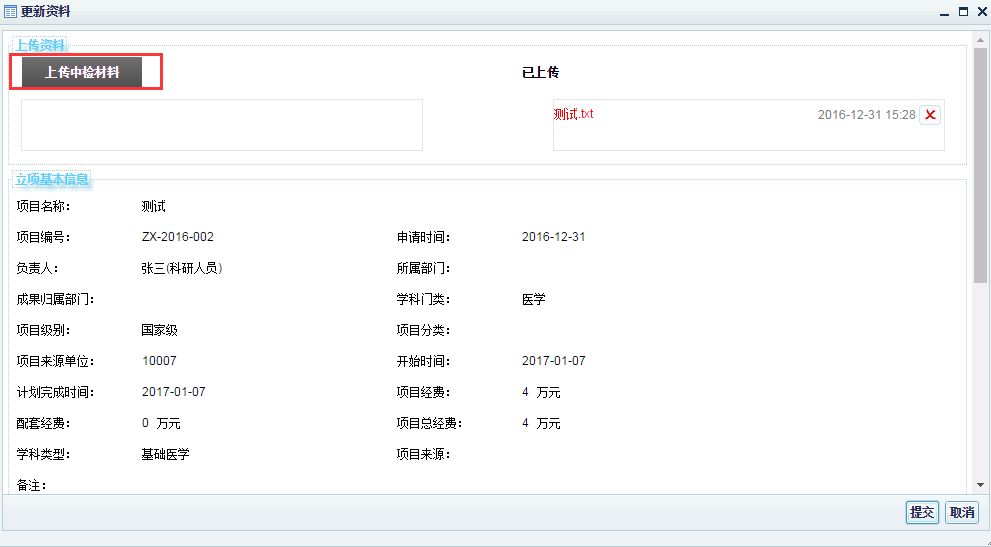 更新资料
上传资料
上传中检材料 已上传
测试.txt 2016-12-31 15:28
立项基本信息
项目名称： 测试
项目编号： ZX-2016-002 申请时间： 2016-12-31
负责人： 张三(科研人员) 所属部门：
成果归属部门： 学科门类： 医学
项目级别： 国家级 项目分类：
项目来源单位： 10007 开始时间： 2017-01-07
计划完成时间： 2017-01-07 项目经费： 4 万元
配套经费： 0 万元 项目总经费： 4 万元
学科类型： 基础医学 项目来源：
备注：
提交 取消